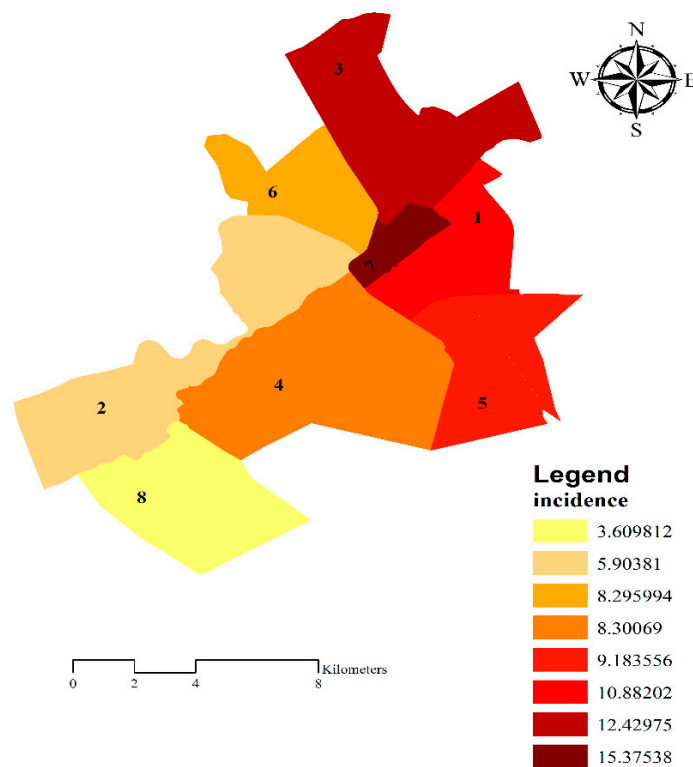 N
W E
S
3
6
1
7
4
2
5
8
Legend
incidence
3.609812
5.90381
8.295994
8.30069
9.183556
10.88202
12.42975
15.37538
Kilometers
0 2 4 8